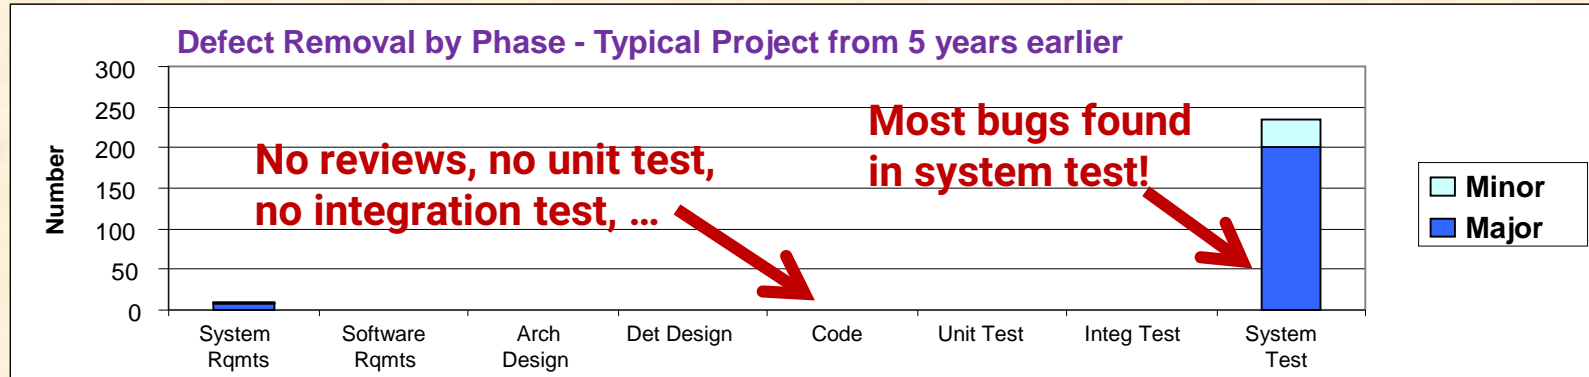 Defect Removal by Phase - Typical Project from 5 years earlier
300
250
200
150
100
50
0
Number
No reviews, no unit test,
no integration test, ...
Most bugs found
in system test!
Minor
Major
System
Rqmts
Software
Rqmts
Arch
Design
Det Design
Code
Unit Test
Integ Test
System
Test